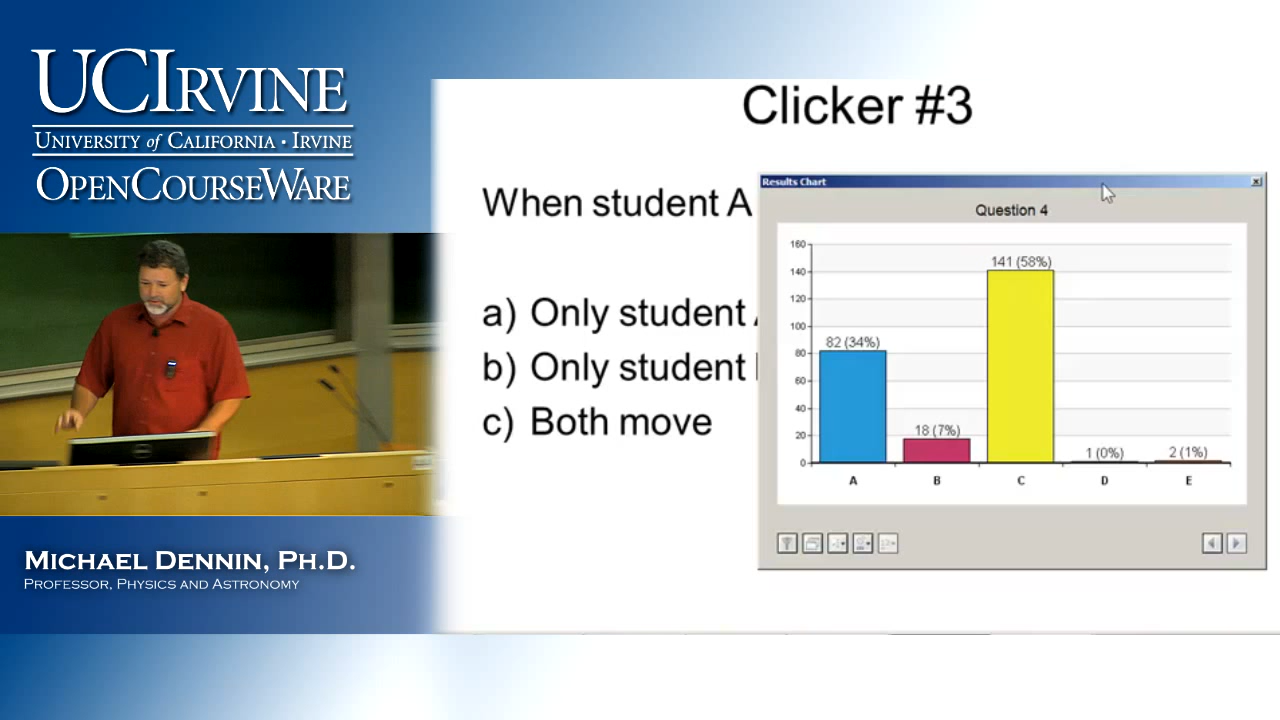 UCIRVINE
UNIVERSITY of CALIFORNIA · IRVINE
OPENCOURSEWARE
MICHAEL DENNIN, PH.D.
PROFESSOR, PHYSICS AND ASTRONOMY
Clicker #3
When student A
a) Only student
b) Only student
c) Both move
Results Chart
Question 4
160
140
120
100
80
60
40
20
0
82 (34%)
18 (7%)
141 (58%)
1 (0%)
2 (1%)
A B C D E